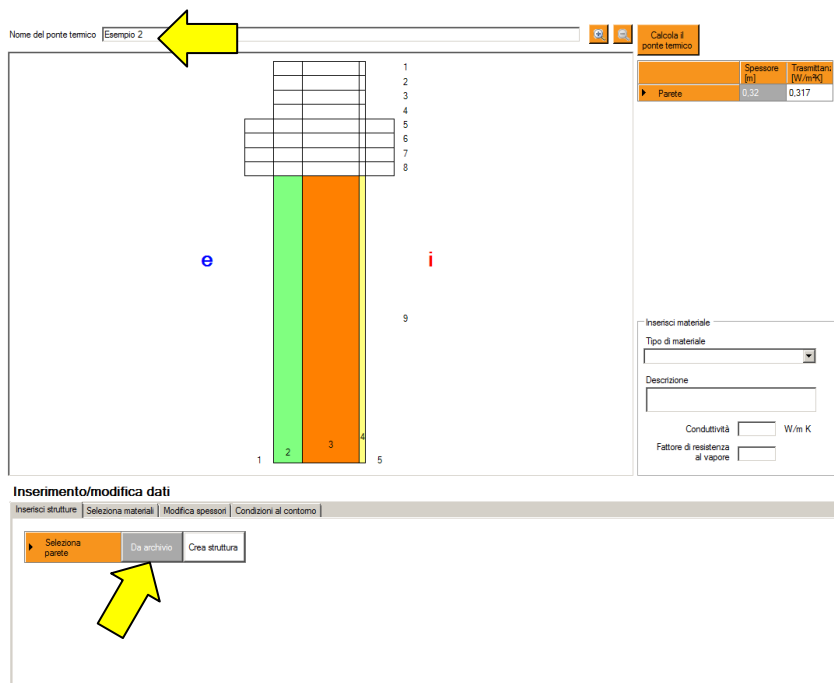 Nome del ponte termico Esempio 2
Calcola il
ponte termico
Spessore [m] Trasmittanz [W/m²K]
Parete 0,32 0,317
1
2
3
4
5
6
7
8
e i
9
1 2 3 4 5
Inserisci materiale
Tipo di materiale
Descrizione
Conduttività W/m K
Fattore di resistenza
al vapore
Inserimento/modifica dati
Inserisci strutture Seleziona materiali Modifica spessori Condizioni al contorno
Seleziona
parete
Da archivio Crea struttura